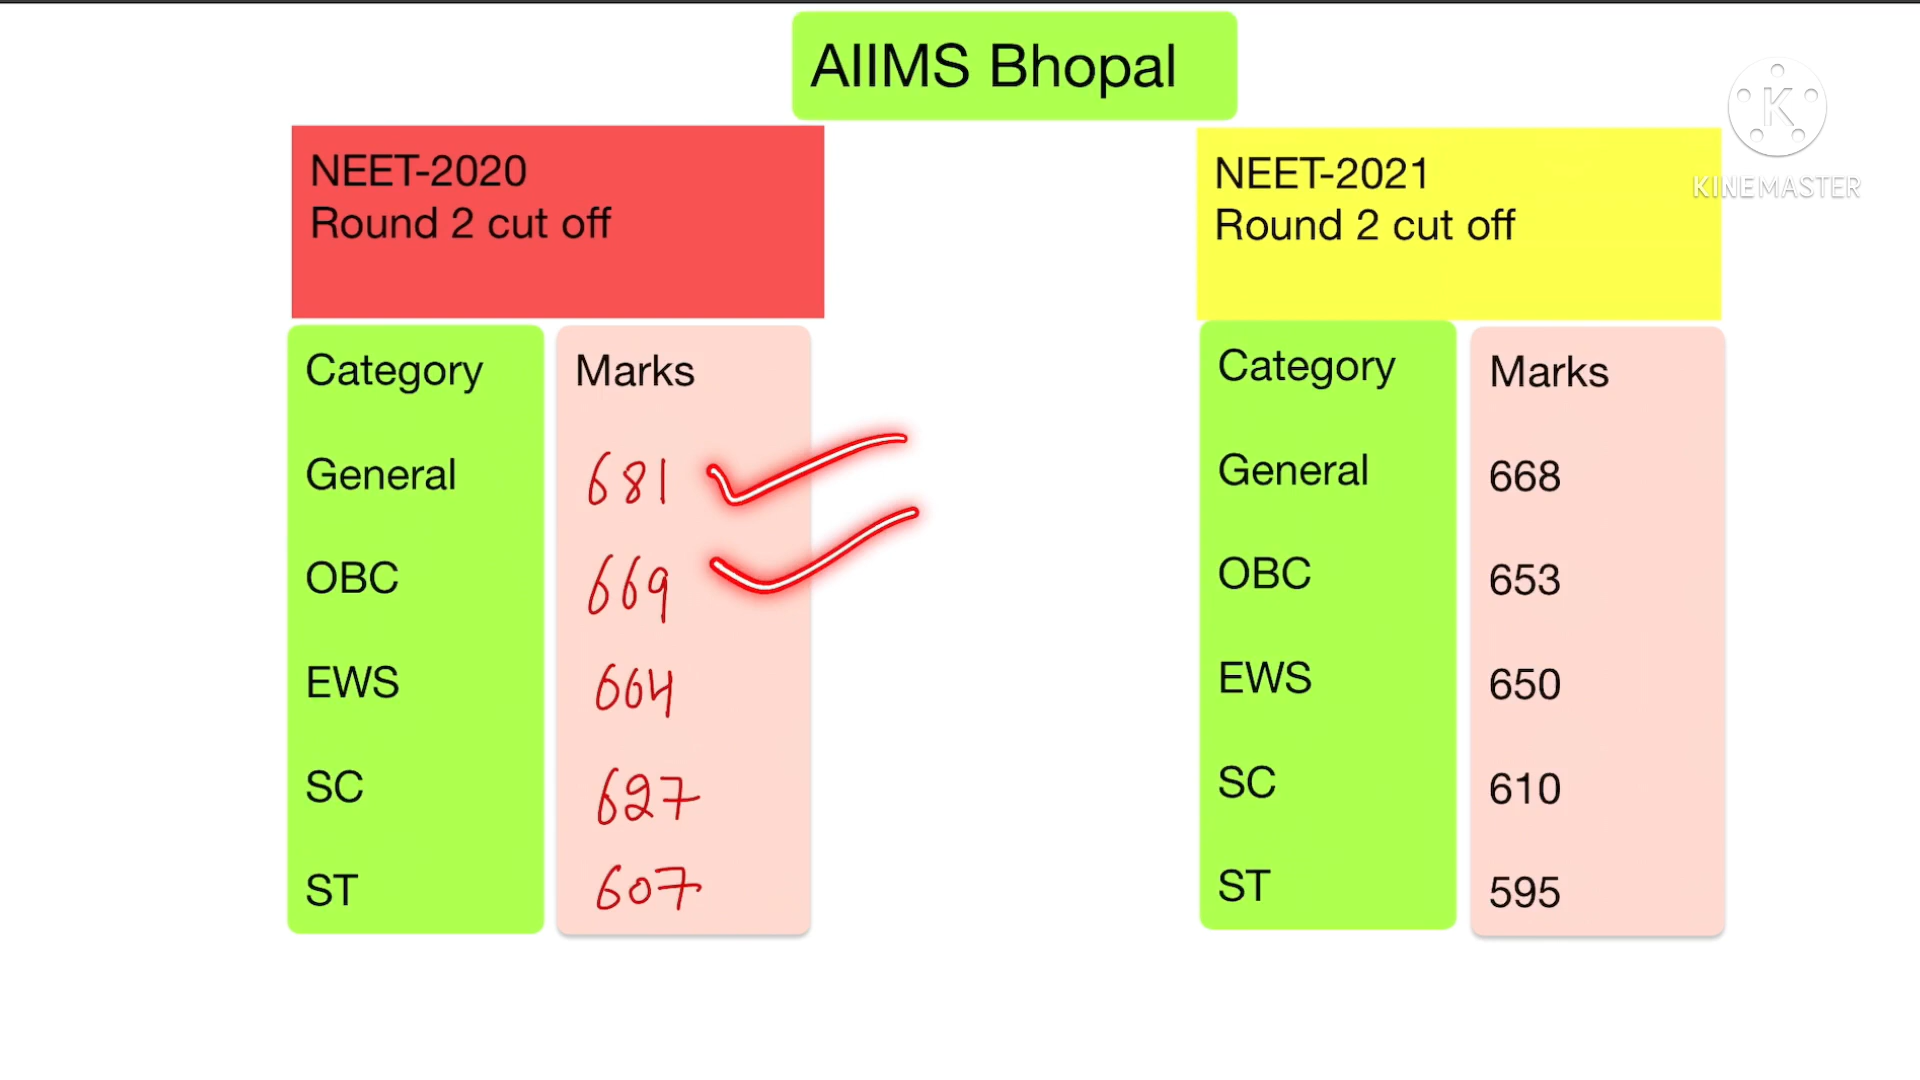 AIIMS Bhopal
NEET-2020
Round 2 cut off
Category Marks
General 681
OBC 669
EWS 664
SC 627
ST 607
NEET-2021
Round 2 cut off
Category Marks
General 668
OBC 653
EWS 650
SC 610
ST 595
K
KINEMASTER